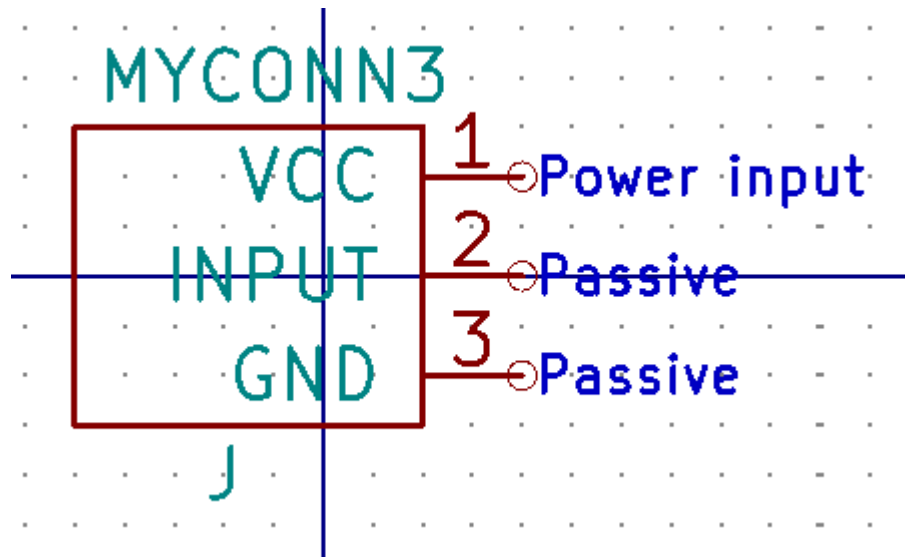 MYCONN3
VCC 1 Power input
INPUT 2 Passive
GND 3 Passive
J